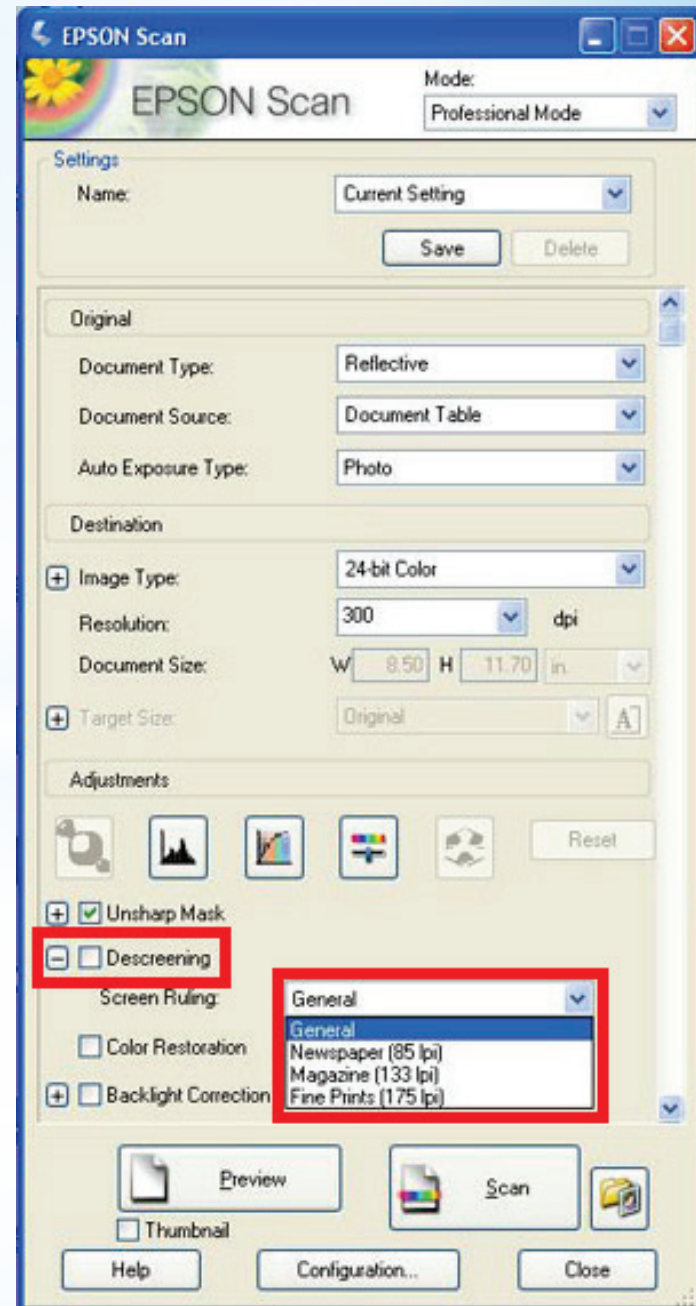 EPSON Scan
EPSON Scan
Mode:
Professional Mode
Settings
Name: Current Setting
Save Delete
Original
Document Type: Reflective
Document Source: Document Table
Auto Exposure Type: Photo
Destination
Image Type: 24-bit Color
Resolution: 300 dpi
Document Size: W 8.50 H 11.70 in.
Target Size: Original A
Adjustments
Reset
Unsharp Mask
Descreening
Screen Ruling: General
General
Color Restoration Newspaper (85 lpi)
Magazine (133 lpi)
Backlight Correction Fine Prints (175 lpi)
Preview Scan
Thumbnail
Help Configuration... Close